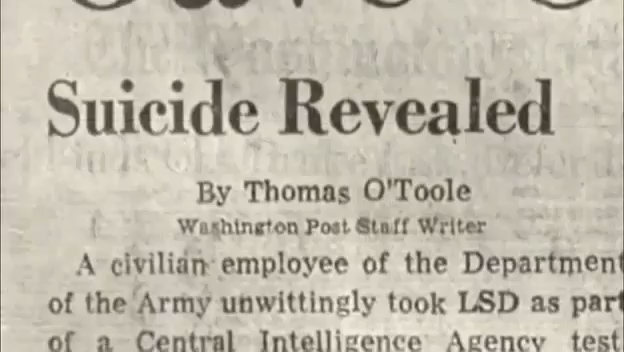 Suicide Revealed
By Thomas O'Toole
Washington Post Staff Writer
A civilian employee of the Department
of the Army unwittingly took LSD as part
of a Central Intelligence Agency test